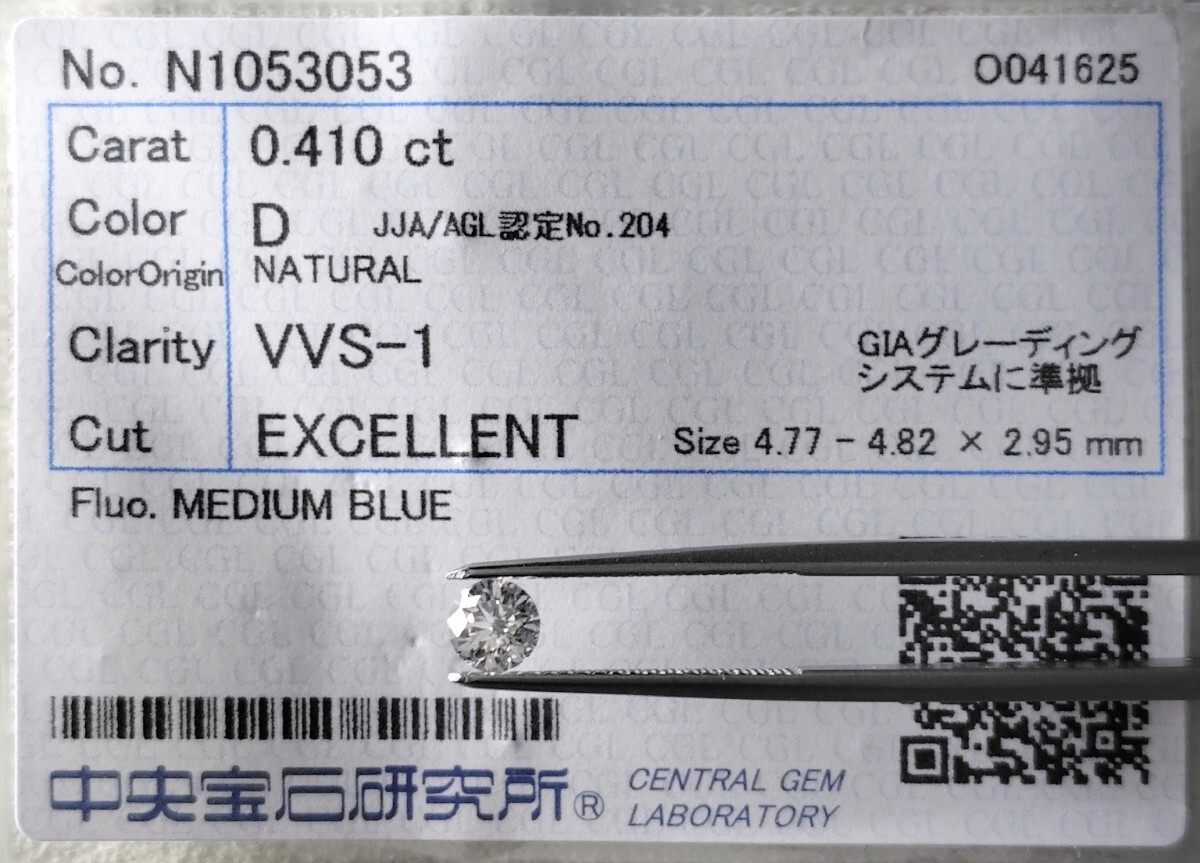 No. N1053053 O041625
Carat 0.410 ct
Color D JJA/AGL認定No.204
ColorOrigin NATURAL
Clarity VVS-1 GIAグレーディング
システムに準拠
Cut EXCELLENT Size 4.77 - 4.82 × 2.95 mm
Fluo. MEDIUM BLUE
中央宝石研究所® CENTRAL GEM
LABORATORY